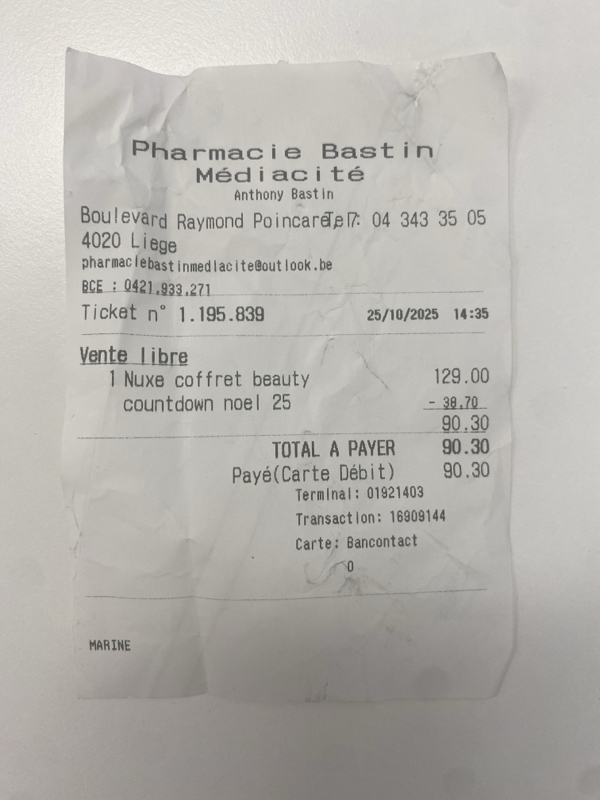 Pharmacie Bastin
Médiacité
Anthony Bastin
Boulevard Raymond Poincaré, 7 Tel : 04 343 35 05
4020 Liege
pharmaciebastinmediacite@outlook.be
BCE : 0421.933.271
Ticket n° 1.195.839 25/10/2025 14:35
Vente libre
1 Nuxe coffret beauty 129.00
countdown noel 25 - 38.70
90.30
TOTAL A PAYER 90.30
Payé(Carte Débit) 90.30
Terminal: 01921403
Transaction: 16909144
Carte: Bancontact
0
MARINE